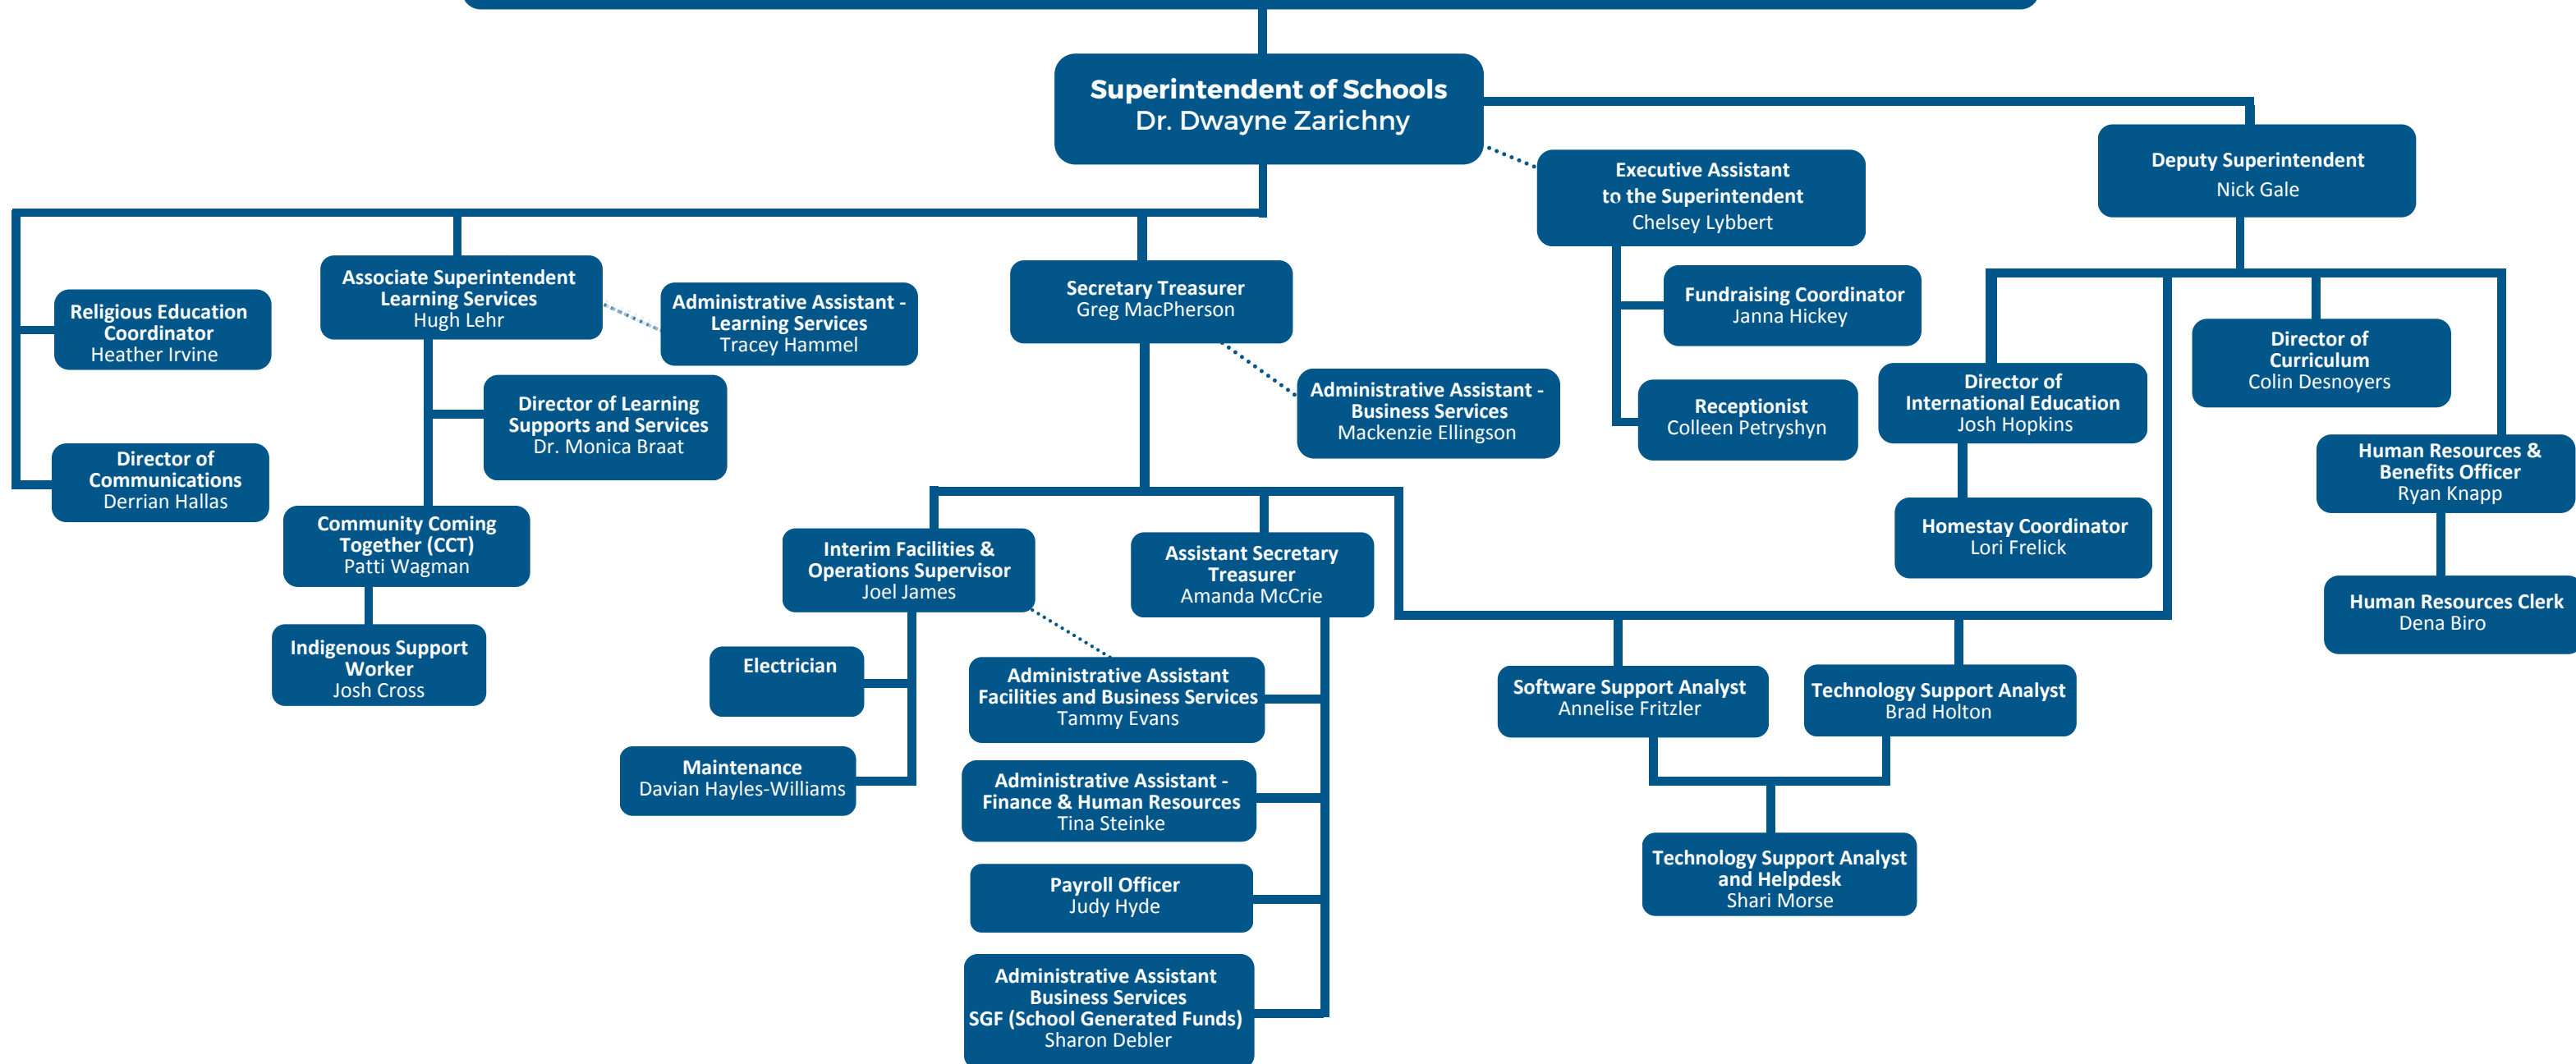 Superintendent of Schools
Dr. Dwayne Zarichny
Executive Assistant
to the Superintendent
Chelsey Lybbert
Deputy Superintendent
Nick Gale
Religious Education
Coordinator
Heather Irvine
Associate Superintendent
Learning Services
Hugh Lehr
Administrative Assistant -
Learning Services
Tracey Hammel
Secretary Treasurer
Greg MacPherson
Fundraising Coordinator
Janna Hickey
Director of
Curriculum
Colin Desnoyers
Director of Learning
Supports and Services
Dr. Monica Braat
Administrative Assistant -
Business Services
Mackenzie Ellingson
Receptionist
Colleen Petryshyn
Director of
International Education
Josh Hopkins
Director of
Communications
Derrian Hallas
Human Resources &
Benefits Officer
Ryan Knapp
Community Coming
Together (CCT)
Patti Wagman
Interim Facilities &
Operations Supervisor
Joel James
Assistant Secretary
Treasurer
Amanda McCrie
Homestay Coordinator
Lori Frelick
Human Resources Clerk
Dena Biro
Indigenous Support
Worker
Josh Cross
Electrician
Administrative Assistant
Facilities and Business Services
Tammy Evans
Software Support Analyst
Annelise Fritzler
Technology Support Analyst
Brad Holton
Maintenance
Davian Hayles-Williams
Administrative Assistant -
Finance & Human Resources
Tina Steinke
Technology Support Analyst
and Helpdesk
Shari Morse
Payroll Officer
Judy Hyde
Administrative Assistant
Business Services
SGF (School Generated Funds)
Sharon Debler